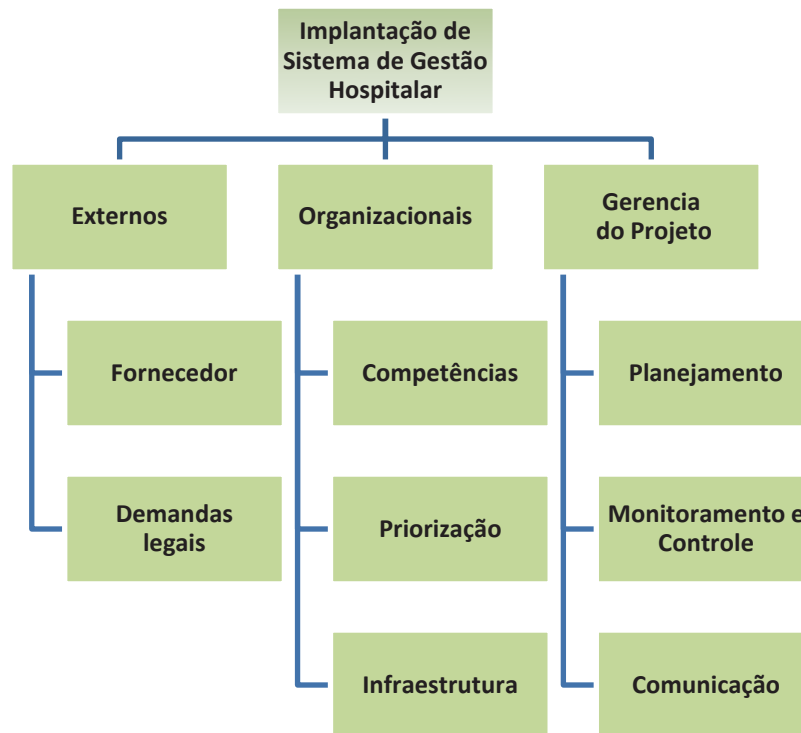 Implantação de
Sistema de Gestão
Hospitalar
Externos
Organizacionais
Gerencia
do Projeto
Fornecedor
Competências
Planejamento
Demandas
legais
Priorização
Monitoramento e
Controle
Infraestrutura
Comunicação